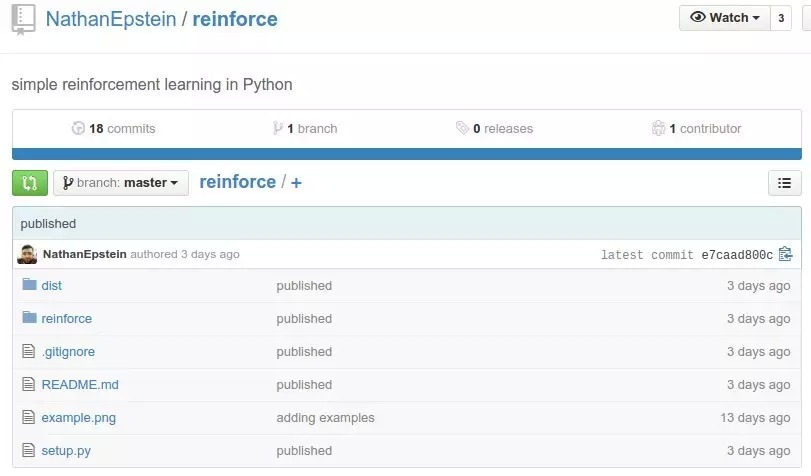 NathanEpstein / reinforce
Watch 3
simple reinforcement learning in Python
18 commits 1 branch 0 releases 1 contributor
branch: master reinforce / +
published
NathanEpstein authored 3 days ago latest commit e7caad800c
dist published 3 days ago
reinforce published 3 days ago
.gitignore published 3 days ago
README.md published 3 days ago
example.png adding examples 13 days ago
setup.py published 3 days ago